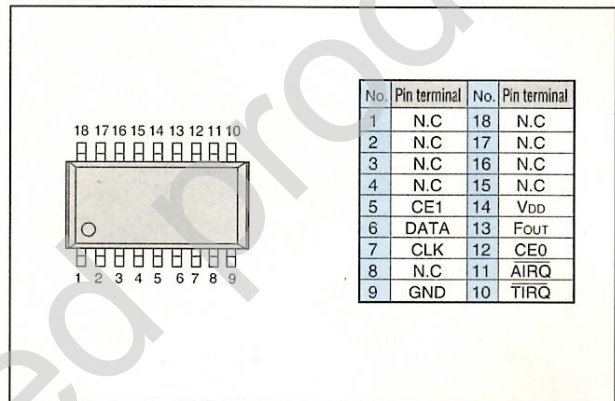 18 17 16 15 14 13 12 11 10
1 2 3 4 5 6 7 8 9
No. Pin terminal No. Pin terminal
1 N.C 18 N.C
2 N.C 17 N.C
3 N.C 16 N.C
4 N.C 15 N.C
5 CE1 14 VDD
6 DATA 13 FOUT
7 CLK 12 CE0
8 N.C 11 AIRQ
9 GND 10 TIRQ
ed prod